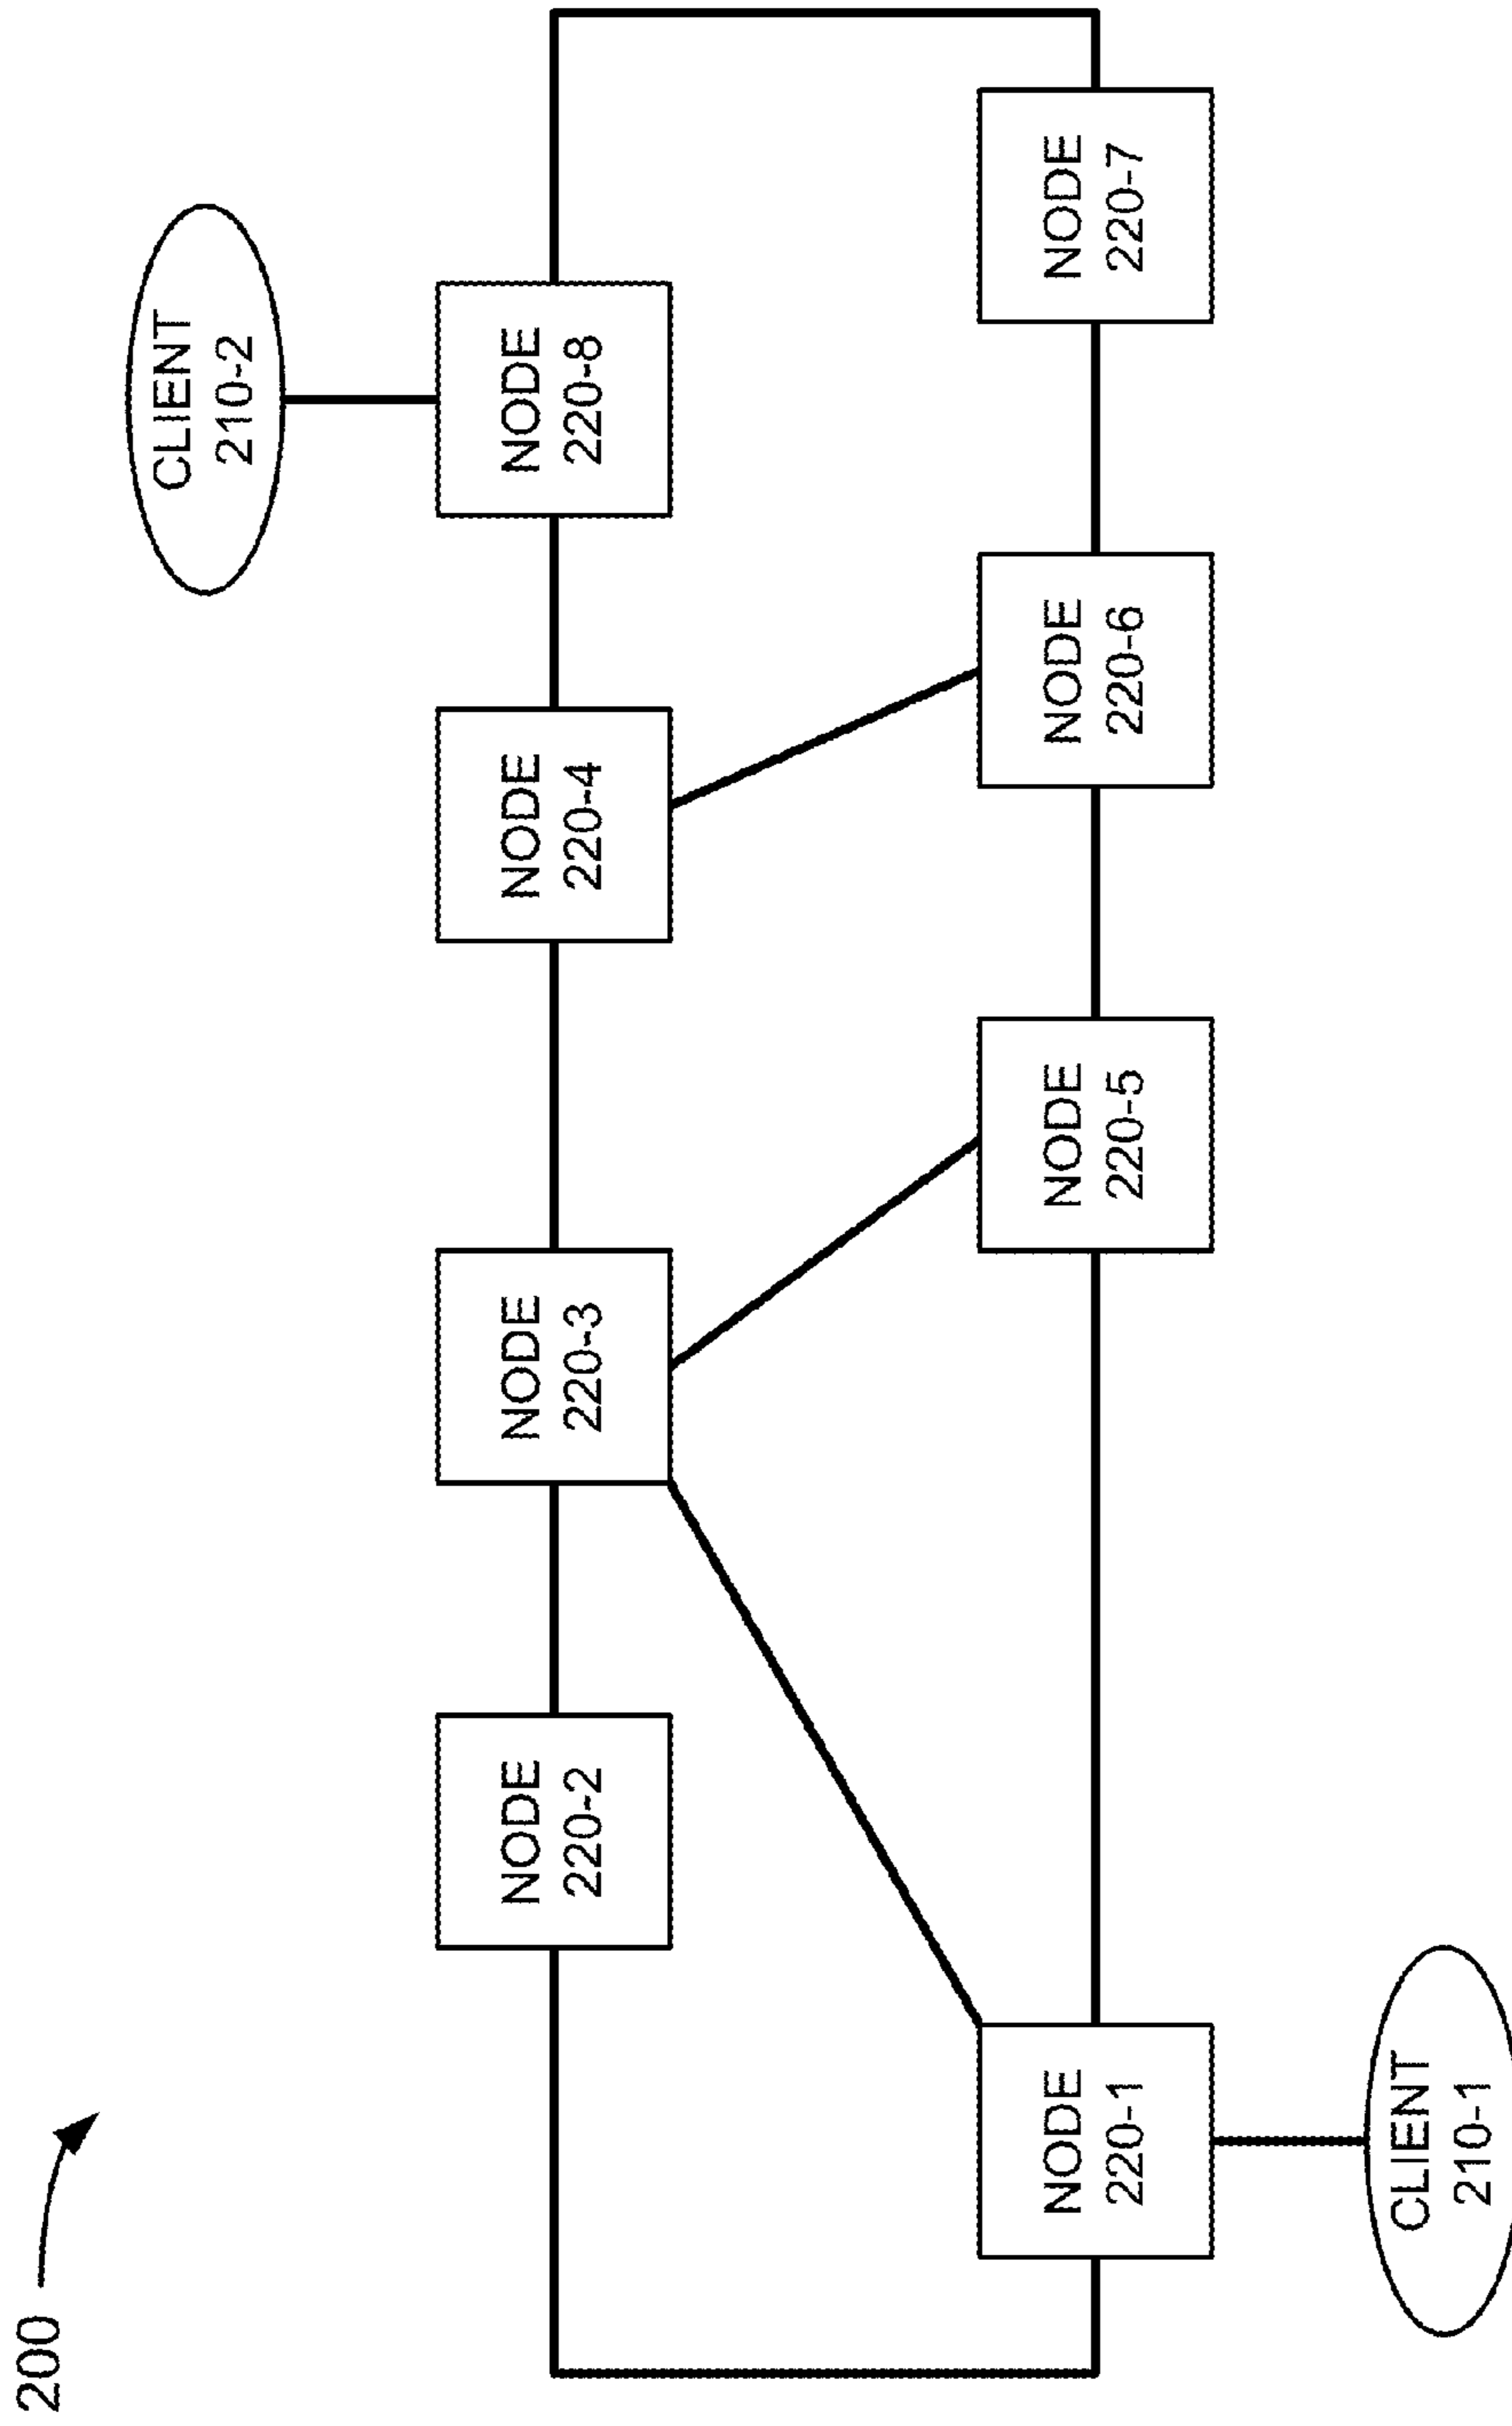 200
CLIENT
210-2
NODE
220-2
NODE
220-3
NODE
220-4
NODE
220-8
NODE
220-1
NODE
220-5
NODE
220-6
NODE
220-7
CLIENT
210-1